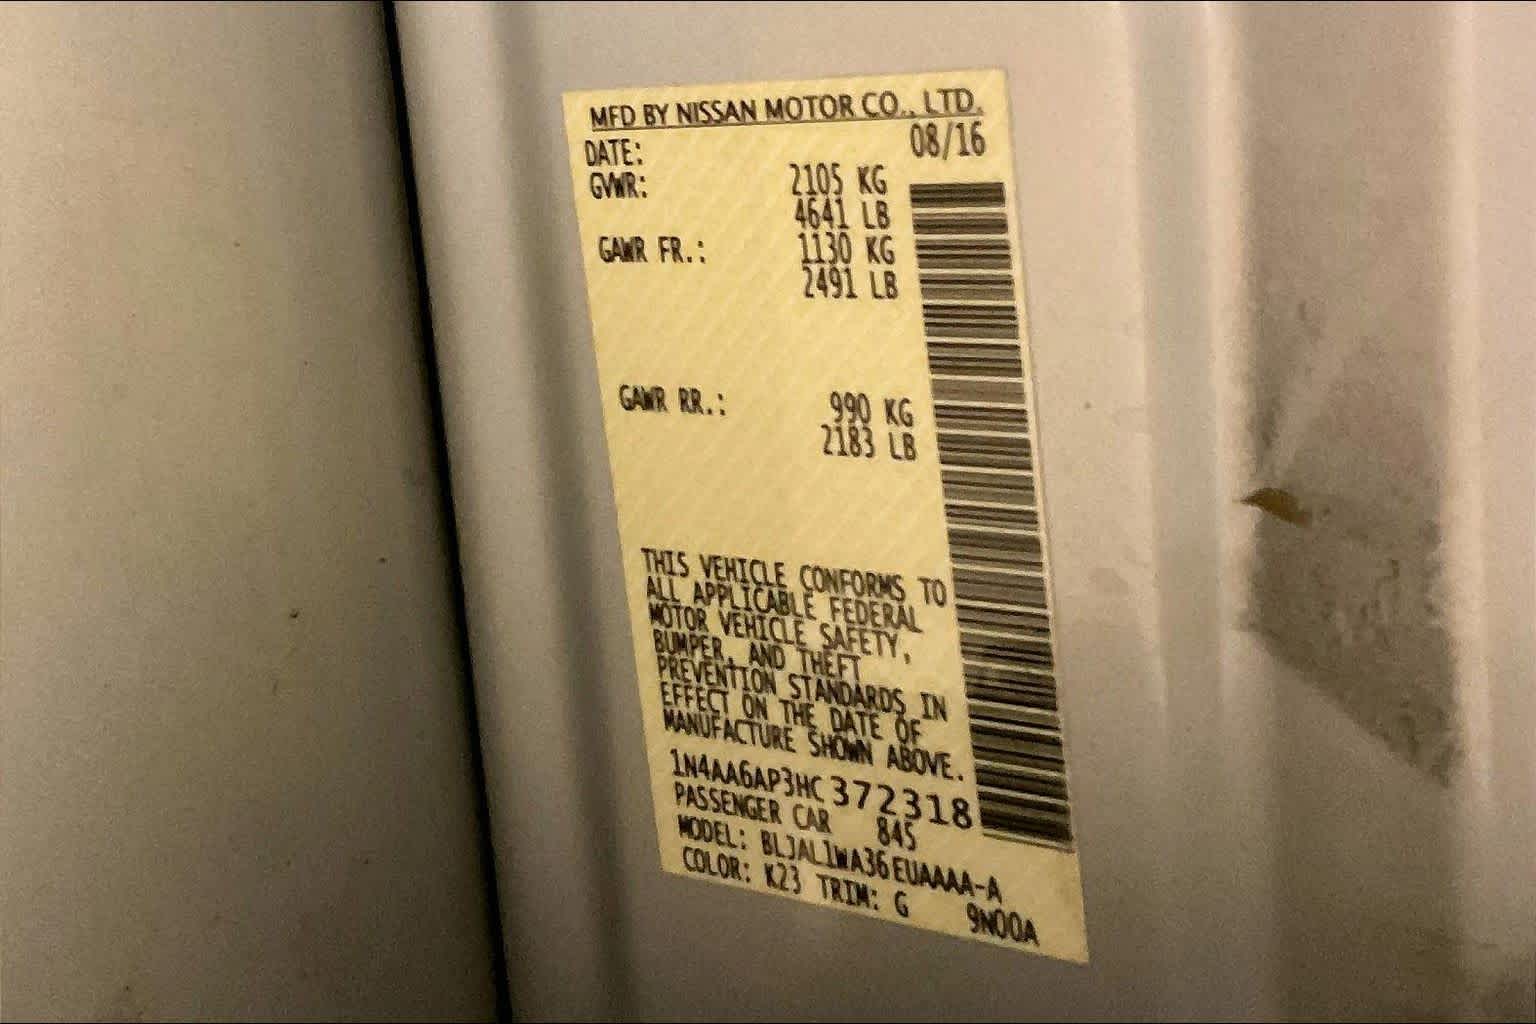 MFD BY NISSAN MOTOR CO., LTD.
DATE: 08/16
GVWR: 2105 KG
4641 LB
GAWR FR.: 1130 KG
2491 LB
GAWR RR.: 990 KG
2183 LB
THIS VEHICLE CONFORMS TO
ALL APPLICABLE FEDERAL
MOTOR VEHICLE SAFETY,
BUMPER, AND THEFT
PREVENTION STANDARDS IN
EFFECT ON THE DATE OF
MANUFACTURE SHOWN ABOVE.
1N4AA6AP3HC372318
PASSENGER CAR 845
MODEL: BLJAL1WA36EUAAAA-A
COLOR: K23 TRIM: G 9N00A